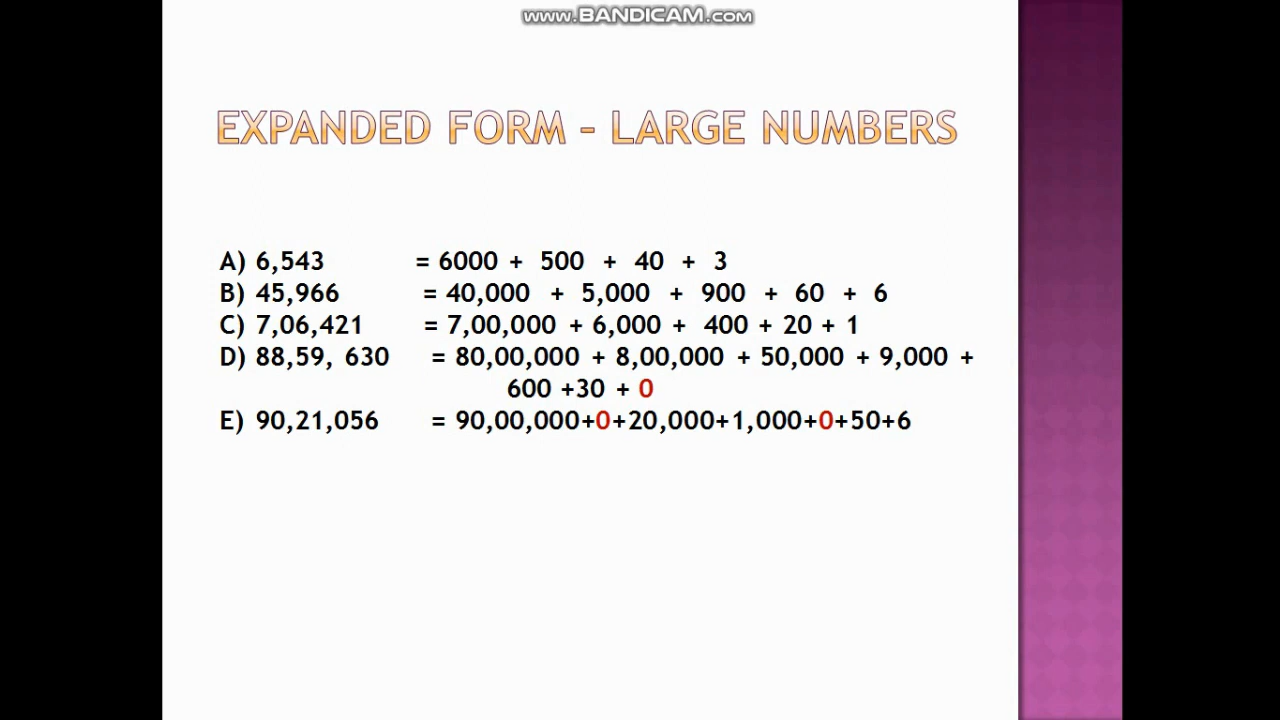 www.BANDICAM.com
EXPANDED FORM – LARGE NUMBERS
A) 6,543 = 6000 + 500 + 40 + 3
B) 45,966 = 40,000 + 5,000 + 900 + 60 + 6
C) 7,06,421 = 7,00,000 + 6,000 + 400 + 20 + 1
D) 88,59, 630 = 80,00,000 + 8,00,000 + 50,000 + 9,000 +
600 +30 + 0
E) 90,21,056 = 90,00,000+0+20,000+1,000+0+50+6